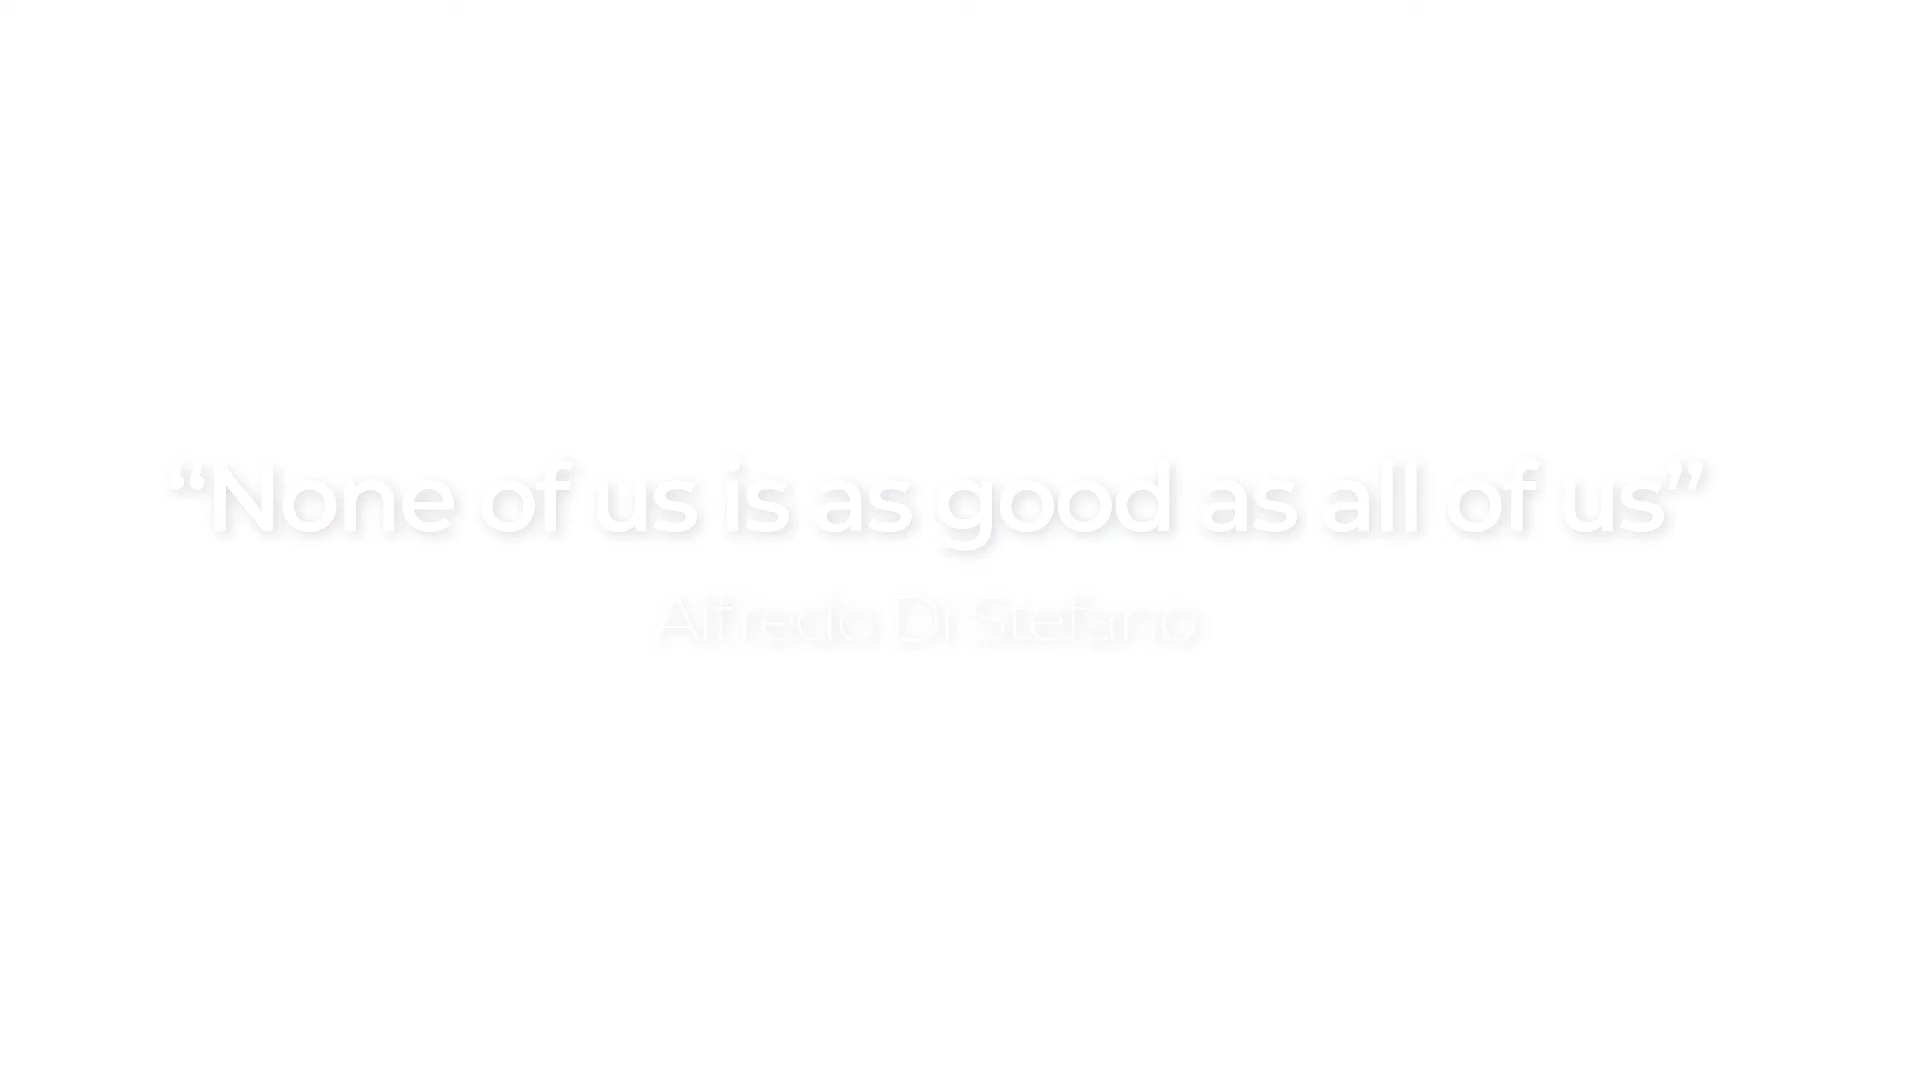 “None of us is as good as all of us”
Alfredo Di Stefano